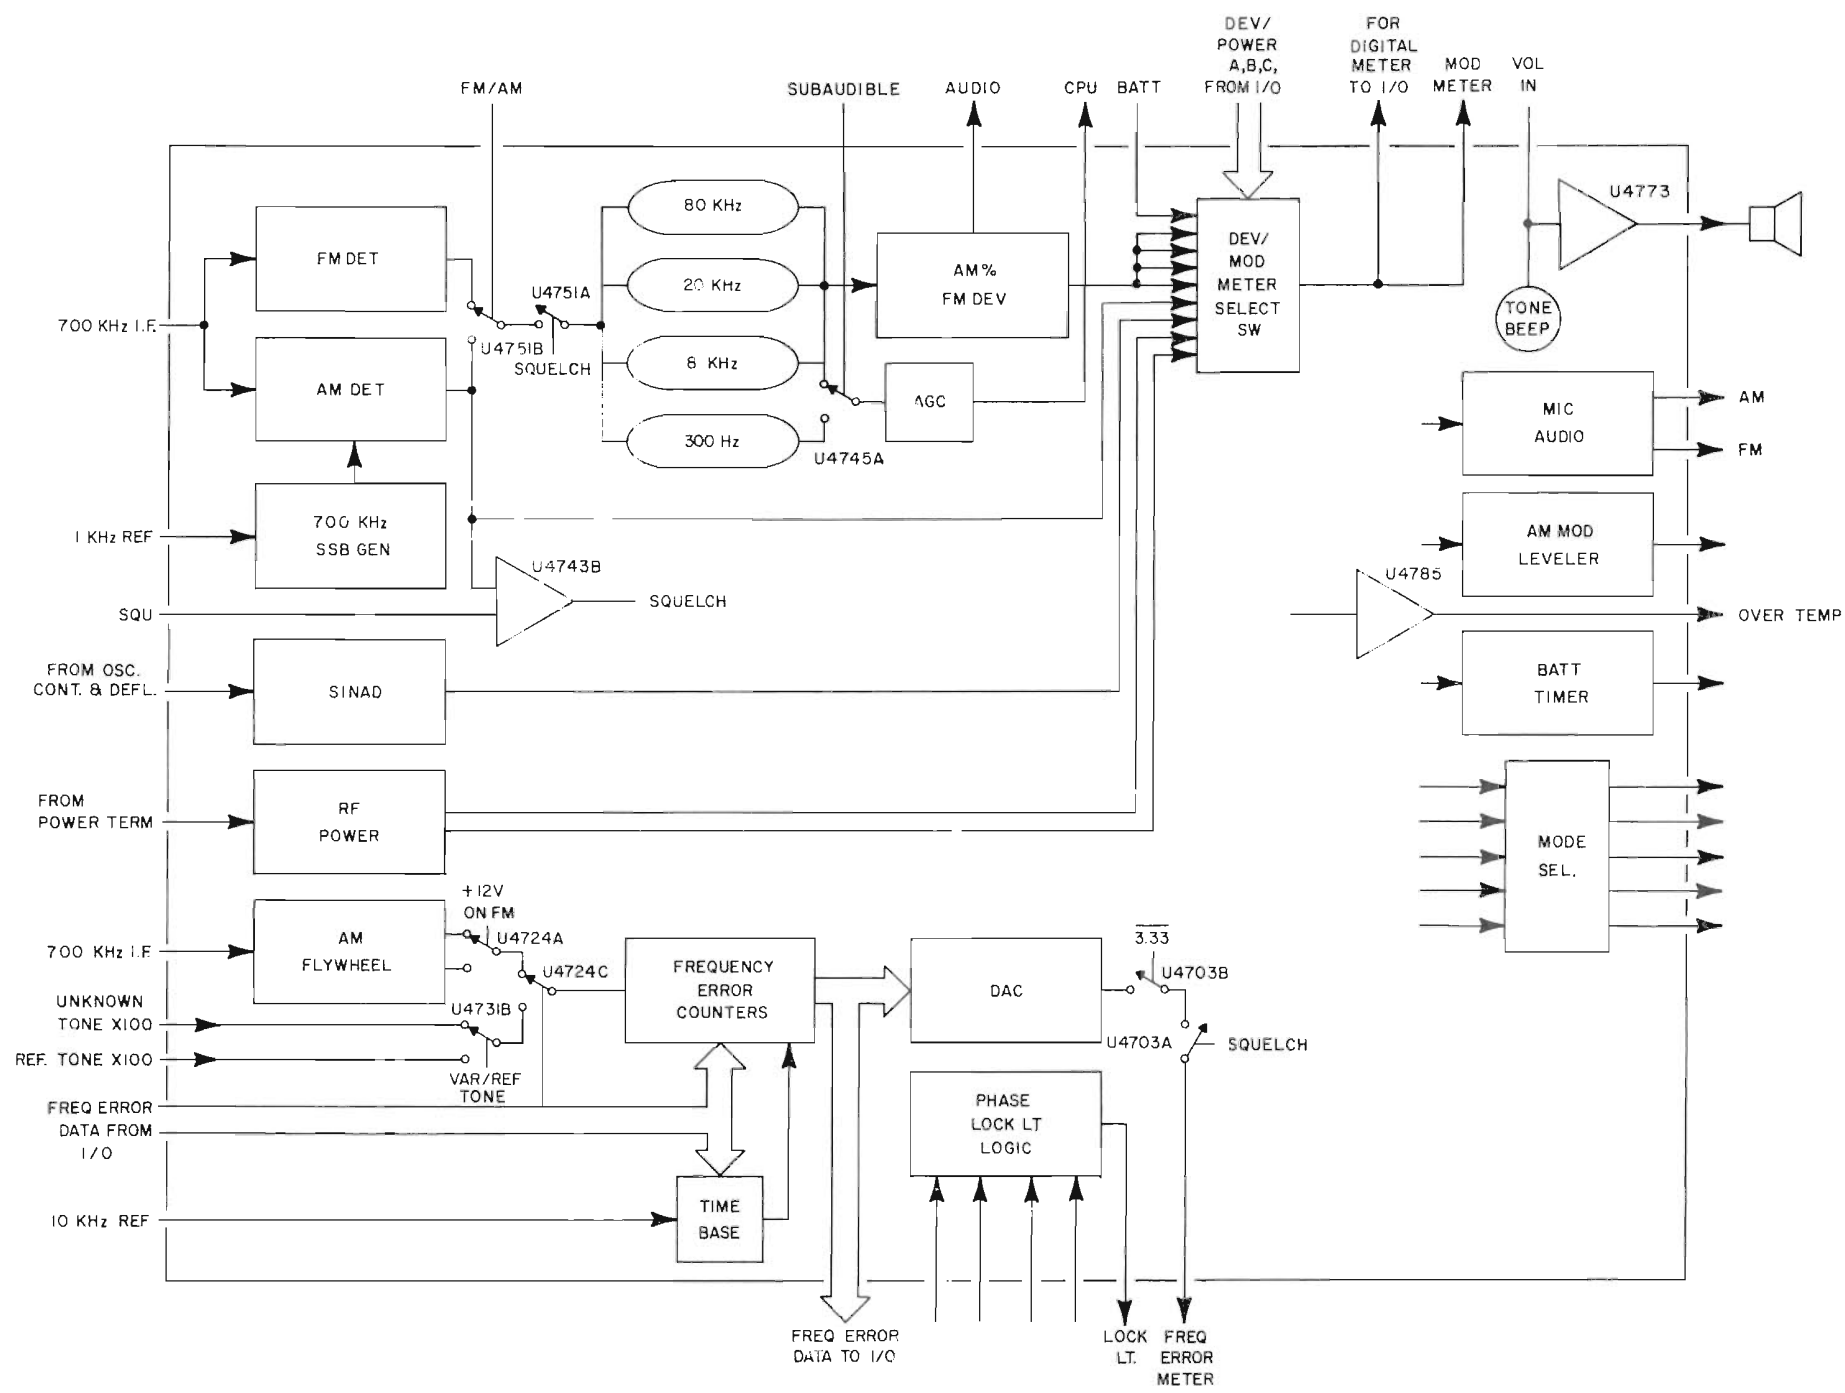 DEV/
POWER
A,B,C,
FROM I/O
FOR
DIGITAL
METER
TO I/O
MOD
METER
VOL
IN
FM/AM
SUBAUDIBLE
AUDIO
CPU
BATT
700 KHz I.F.
FM DET
AM DET
U4751A
U4751B
SQUELCH
80 KHz
20 KHz
8 KHz
300 Hz
U4745A
AM%
FM DEV
AGC
DEV/
MOD
METER
SELECT
SW
U4773
TONE
BEEP
MIC
AUDIO
AM
FM
1 KHz REF
700 KHz
SSB GEN
U4743B
SQUELCH
SQU
AM MOD
LEVELER
U4785
OVER TEMP
FROM OSC.
CONT. & DEFL.
SINAD
BATT
TIMER
FROM
POWER TERM
RF
POWER
MODE
SEL.
700 KHz I.F.
AM
FLYWHEEL
+12V
ON FM
U4724A
U4724C
U4731B
UNKNOWN
TONE X100
REF. TONE X100
VAR/REF
TONE
FREQUENCY
ERROR
COUNTERS
DAC
3.33
U4703B
U4703A
SQUELCH
FREQ ERROR
DATA FROM
I/O
PHASE
LOCK LT
LOGIC
10 KHz REF
TIME
BASE
FREQ ERROR
DATA TO I/O
LOCK
LT.
FREQ
ERROR
METER